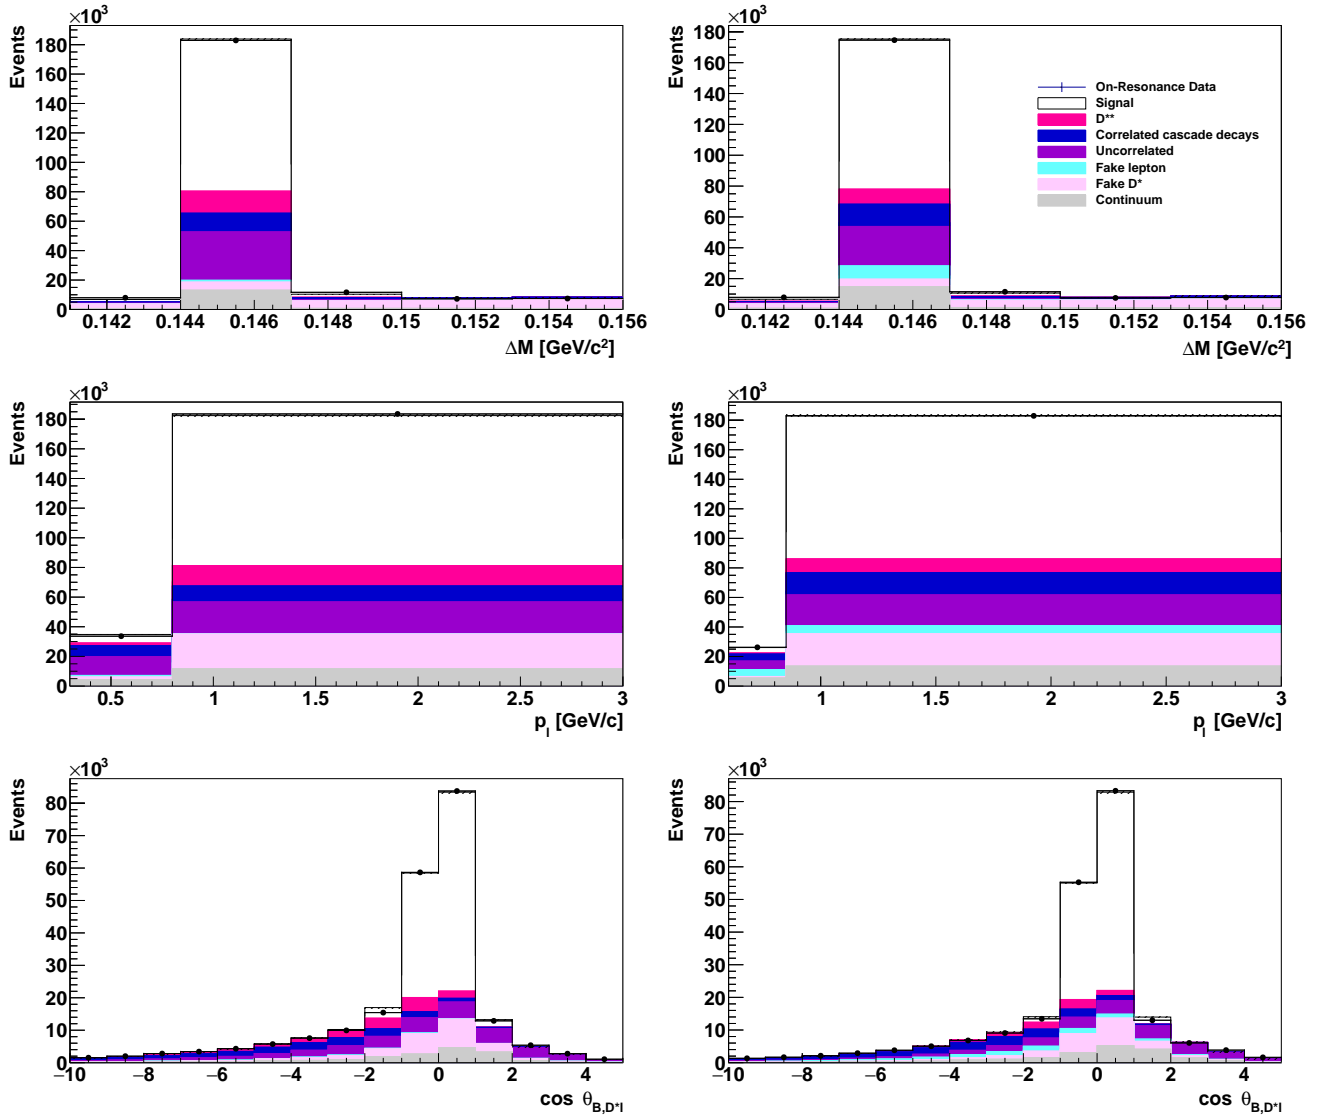 ×10³
Events
180
160
140
120
100
80
60
40
20
0
0.142 0.144 0.146 0.148 0.15 0.152 0.154 0.156
ΔM [GeV/c²]
×10³
Events
180
160
140
120
100
80
60
40
20
0
0.142 0.144 0.146 0.148 0.15 0.152 0.154 0.156
ΔM [GeV/c²]
On-Resonance Data
Signal
D**
Correlated cascade decays
Uncorrelated
Fake lepton
Fake D*
Continuum
×10³
Events
180
160
140
120
100
80
60
40
20
0
0.5 1 1.5 2 2.5 3
p_l [GeV/c]
×10³
Events
180
160
140
120
100
80
60
40
20
0
1 1.5 2 2.5 3
p_l [GeV/c]
×10³
Events
80
70
60
50
40
30
20
10
0
−10 −8 −6 −4 −2 0 2 4
cos θ_B,D*l
×10³
Events
80
70
60
50
40
30
20
10
0
−10 −8 −6 −4 −2 0 2 4
cos θ_B,D*l